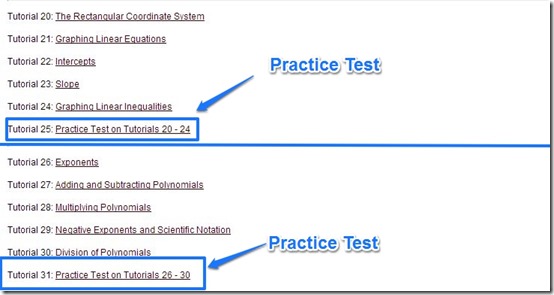 Tutorial 20: The Rectangular Coordinate System
Tutorial 21: Graphing Linear Equations
Tutorial 22: Intercepts
Practice Test
Tutorial 23: Slope
Tutorial 24: Graphing Linear Inequalities
Tutorial 25: Practice Test on Tutorials 20 - 24
Tutorial 26: Exponents
Tutorial 27: Adding and Subtracting Polynomials
Tutorial 28: Multiplying Polynomials
Tutorial 29: Negative Exponents and Scientific Notation
Practice Test
Tutorial 30: Division of Polynomials
Tutorial 31: Practice Test on Tutorials 26 - 30